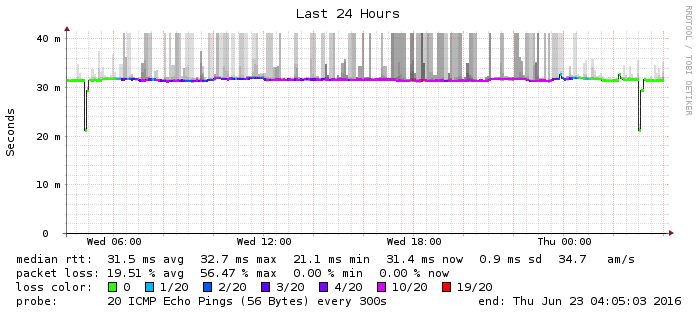 Last 24 Hours
RRDTOOL / TOBI OETIKER
Seconds
40 m
30 m
20 m
10 m
0
Wed 06:00 Wed 12:00 Wed 18:00 Thu 00:00
median rtt: 31.5 ms avg 32.7 ms max 21.1 ms min 31.4 ms now 0.9 ms sd 34.7 am/s
packet loss: 19.51 % avg 56.47 % max 0.00 % min 0.00 % now
loss color: 0 1/20 2/20 3/20 4/20 10/20 19/20
probe: 20 ICMP Echo Pings (56 Bytes) every 300s end: Thu Jun 23 04:05:03 2016